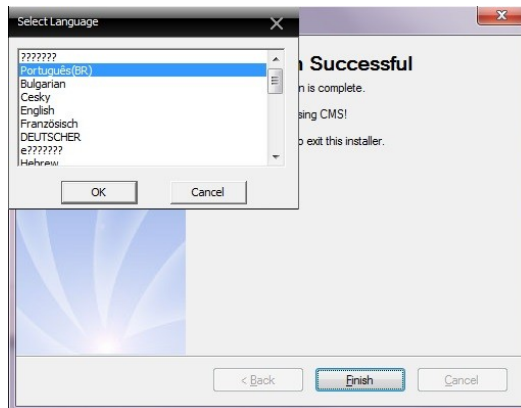 Select Language
???????
Português(BR)
Bulgarian
Cesky
English
Französisch
DEUTSCHER
e???????
Hebrew
OK
Cancel
Successful
is complete.
CMS!
exit this installer.
< Back
Finish
Cancel